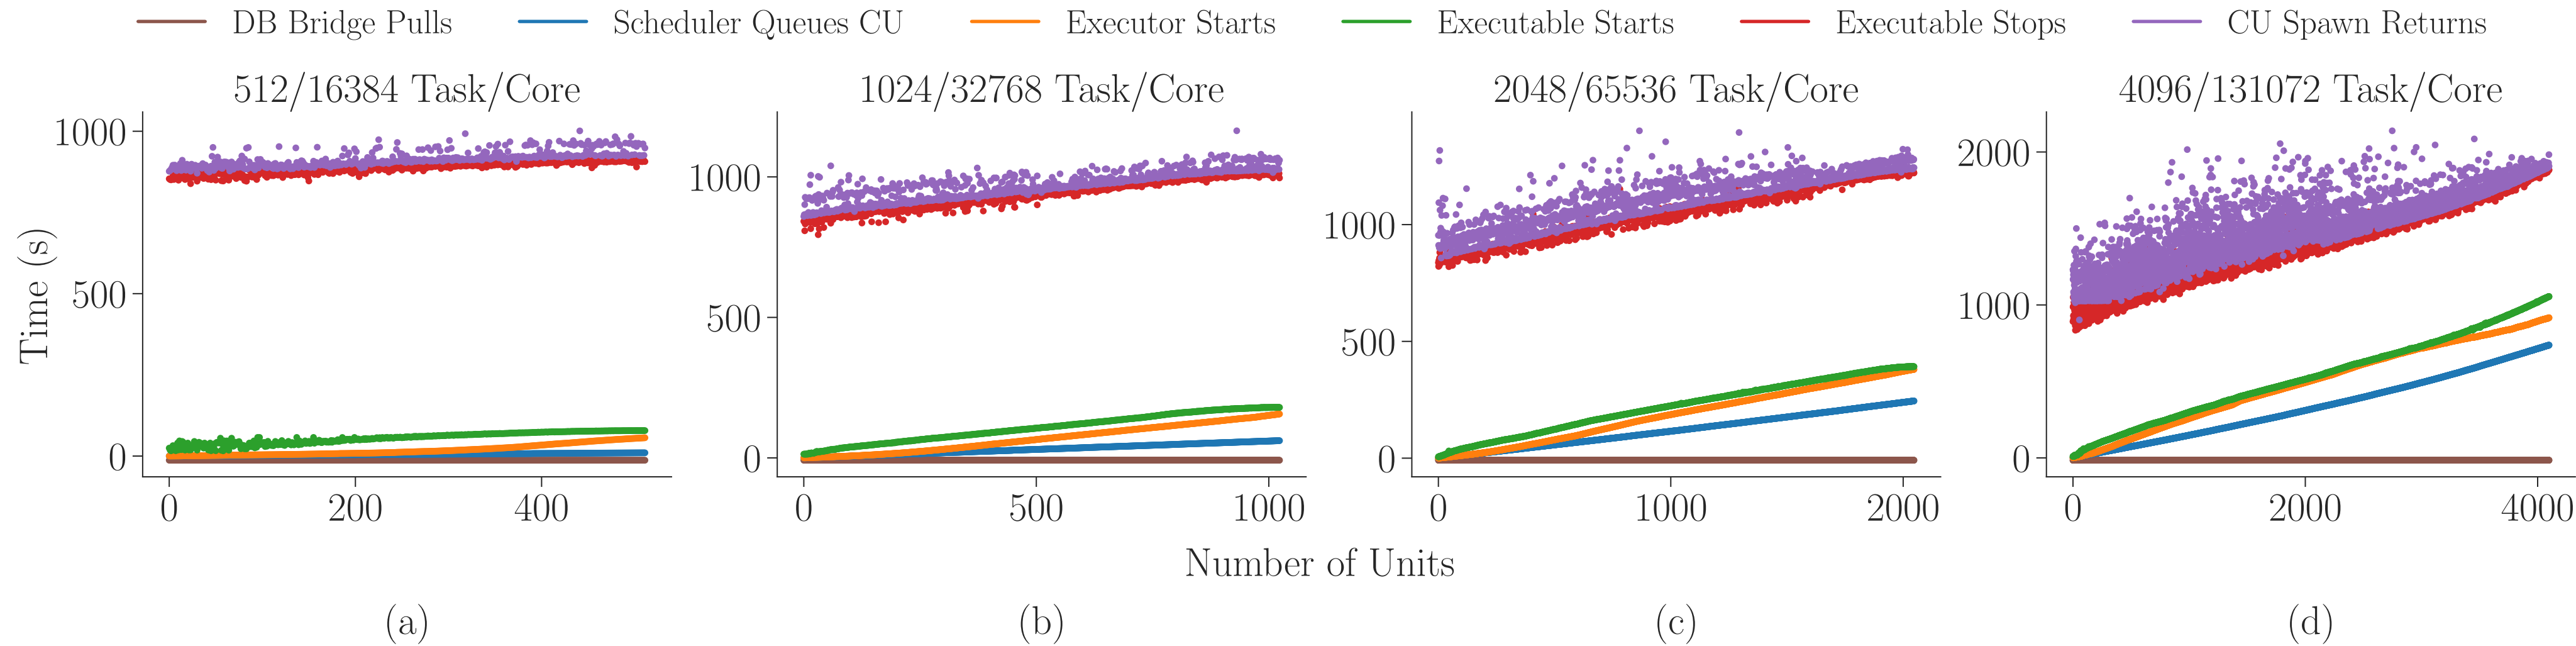 DB Bridge Pulls Scheduler Queues CU Executor Starts Executable Starts Executable Stops CU Spawn Returns
512/16384 Task/Core 1024/32768 Task/Core 2048/65536 Task/Core 4096/131072 Task/Core
Time (s)
1000
500
0
0 200 400
1000
500
0
0 500 1000
1000
500
0
0 1000 2000
2000
1000
0
0 2000 4000
Number of Units
(a) (b) (c) (d)